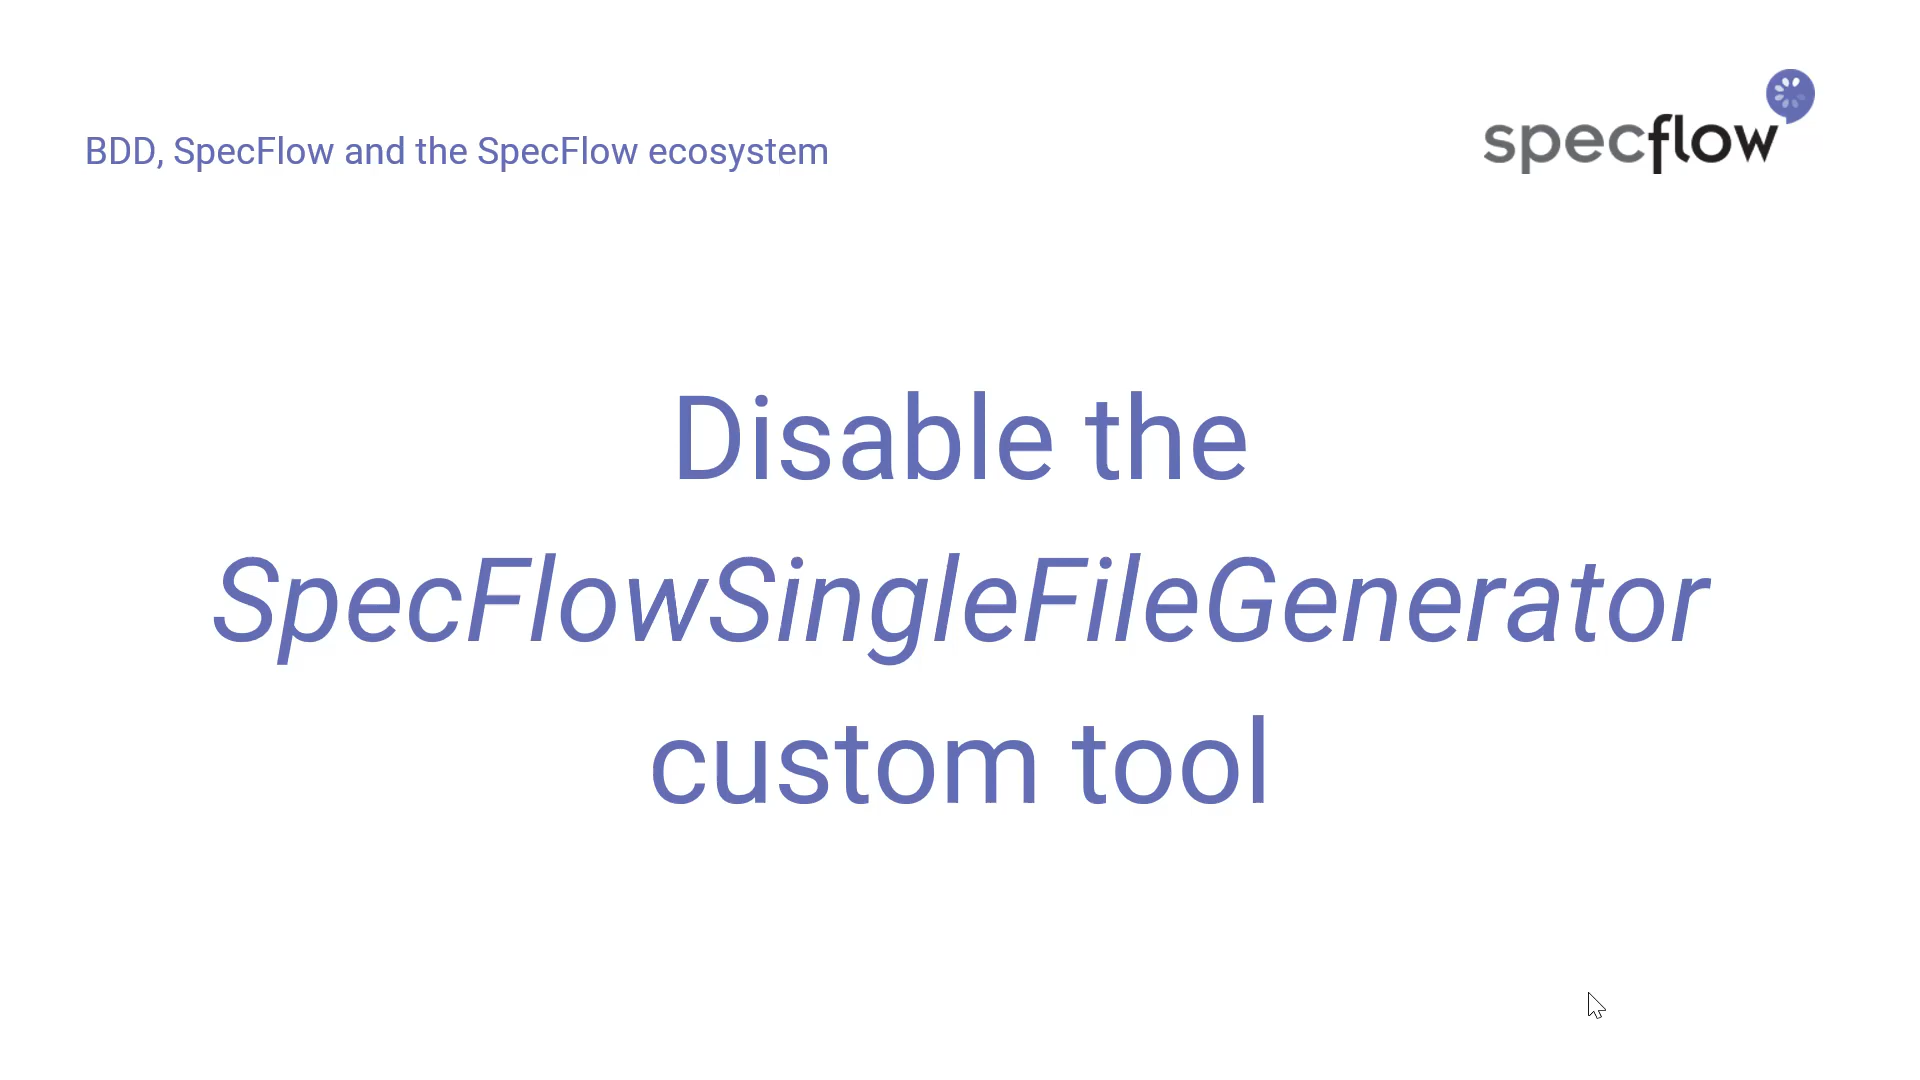 BDD, SpecFlow and the SpecFlow ecosystem
specflow
Disable the
SpecFlowSingleFileGenerator
custom tool